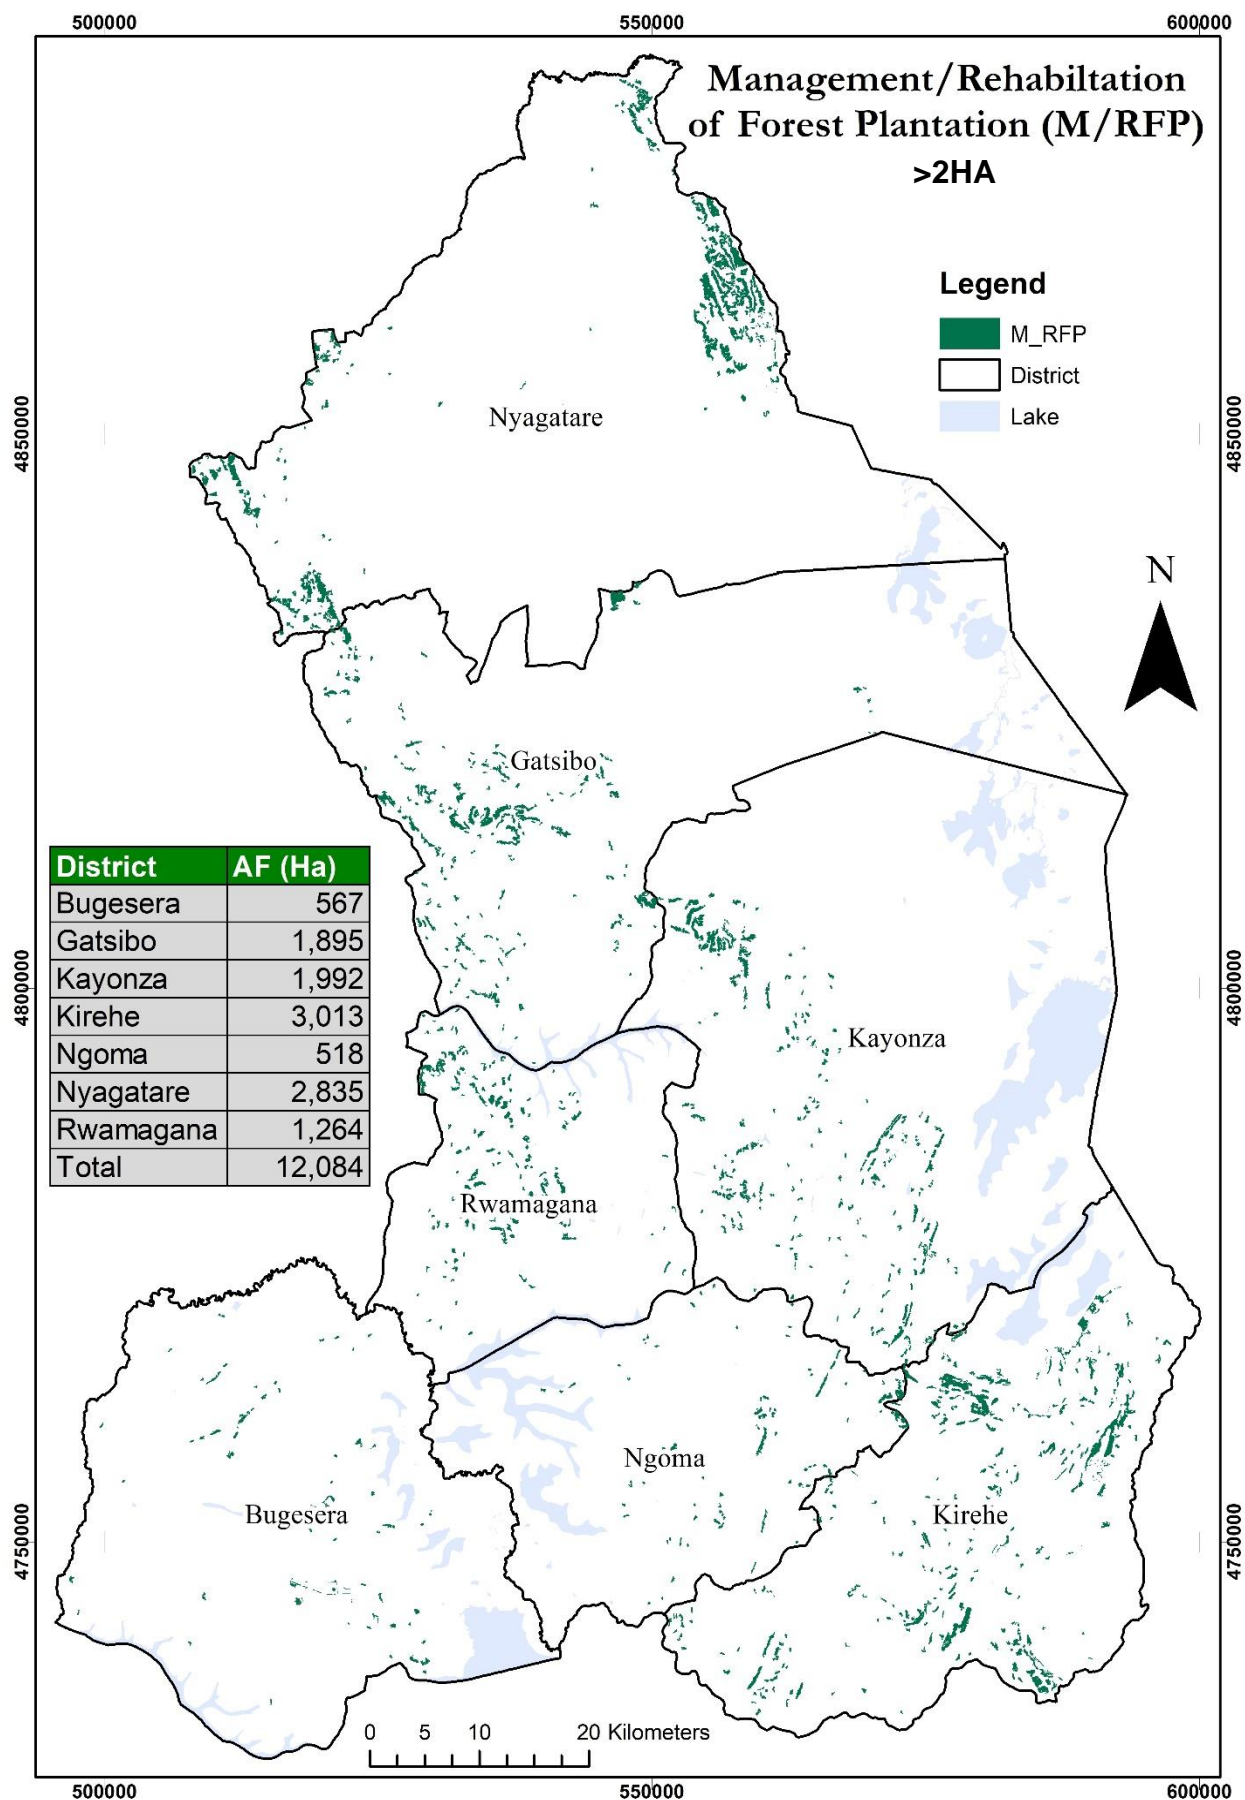 500000 550000 600000
Management/Rehabiltation
of Forest Plantation (M/RFP)
>2HA
Legend
M_RFP
District
Lake
4850000
4850000
Nyagatare
N
Gatsibo
District AF (Ha)
Bugesera 567
Gatsibo 1,895
Kayonza 1,992
Kirehe 3,013
Ngoma 518
Nyagatare 2,835
Rwamagana 1,264
Total 12,084
4800000
4800000
Kayonza
Rwamagana
Ngoma
Bugesera
Kirehe
4750000
4750000
0 5 10 20 Kilometers
500000 550000 600000